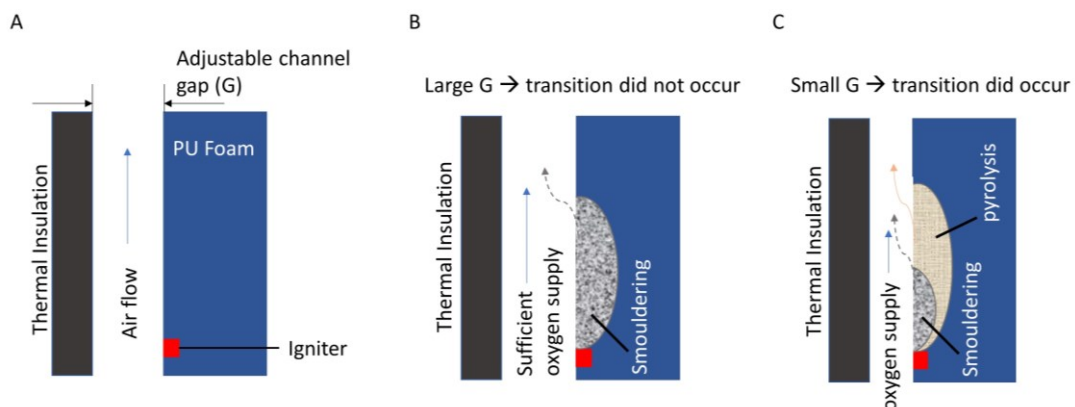 A
Adjustable channel
gap (G)
Thermal Insulation
Air flow
PU Foam
Igniter
B
Large G → transition did not occur
Thermal Insulation
Sufficient
oxygen supply
Smouldering
C
Small G → transition did occur
Thermal Insulation
oxygen supply
Smouldering
pyrolysis